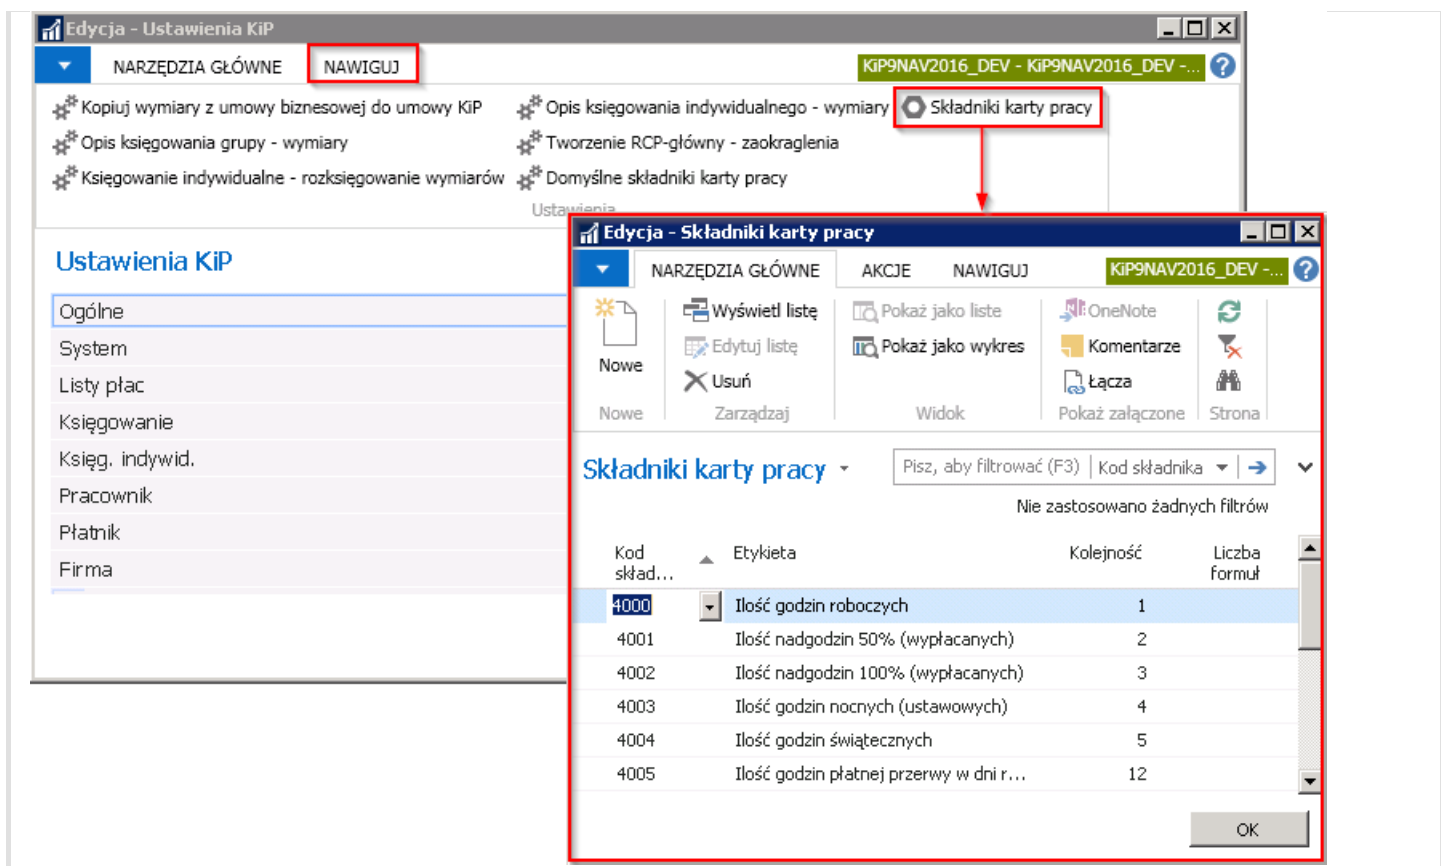 Edycja - Ustawienia KiP
NARZĘDZIA GŁÓWNE NAWIGUJ KiP9NAV2016_DEV - KiP9NAV2016_DEV -...
Kopiuj wymiary z umowy biznesowej do umowy KiP Opis księgowania indywidualnego - wymiary Składniki karty pracy
Opis księgowania grupy - wymiary Tworzenie RCP-główny - zaokraglenia
Księgowanie indywidualne - rozksięgowanie wymiarów Domyślne składniki karty pracy
Ustawienia
Ustawienia KiP
Ogólne
System
Listy płac
Księgowanie
Księg. indywid.
Pracownik
Płatnik
Firma
Edycja - Składniki karty pracy
NARZĘDZIA GŁÓWNE AKCJE NAWIGUJ KiP9NAV2016_DEV -...
Nowe Wyświetl listę Pokaż jako liste OneNote
Edytuj listę Pokaż jako wykres Komentarze
Usuń Łącza
Nowe Zarządzaj Widok Pokaż załączone Strona
Składniki karty pracy Pisz, aby filtrować (F3) Kod składnika
Nie zastosowano żadnych filtrów
Kod skład... Etykieta Kolejność Liczba formuł
4000 Ilość godzin roboczych 1
4001 Ilość nadgodzin 50% (wypłacanych) 2
4002 Ilość nadgodzin 100% (wypłacanych) 3
4003 Ilość godzin nocnych (ustawowych) 4
4004 Ilość godzin świątecznych 5
4005 Ilość godzin płatnej przerwy w dni r... 12
OK